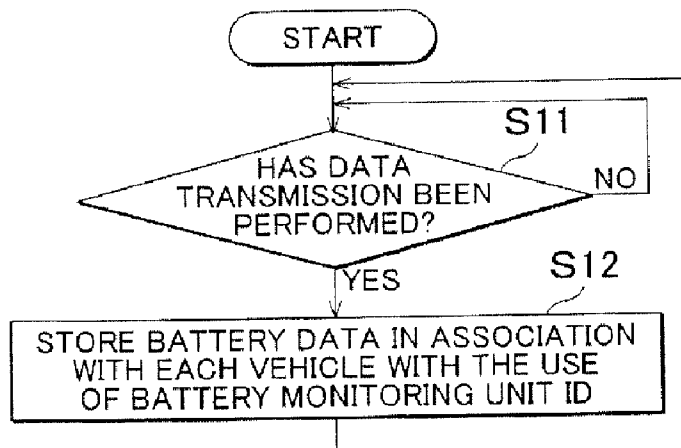 START
S11
HAS DATA
TRANSMISSION BEEN
PERFORMED?
NO
YES
S12
STORE BATTERY DATA IN ASSOCIATION
WITH EACH VEHICLE WITH THE USE
OF BATTERY MONITORING UNIT ID